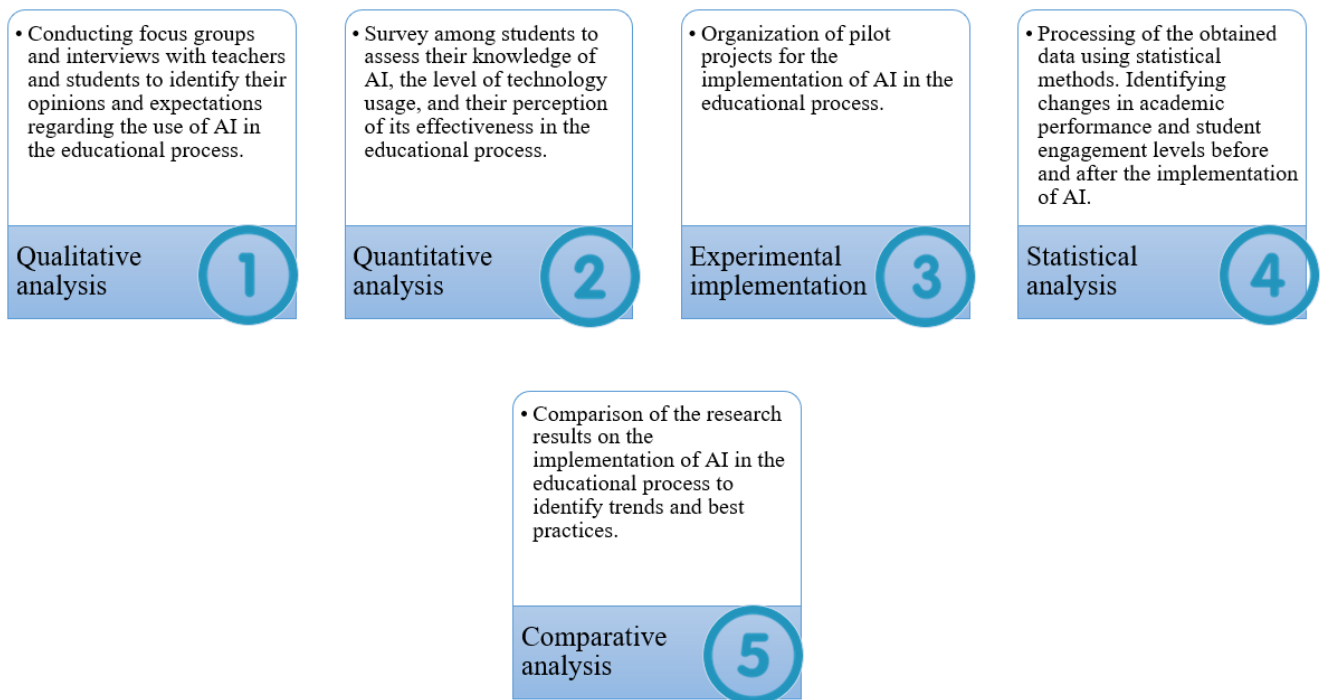 • Conducting focus groups
and interviews with teachers
and students to identify their
opinions and expectations
regarding the use of AI in
the educational process.
Qualitative
analysis
1
• Survey among students to
assess their knowledge of
AI, the level of technology
usage, and their perception
of its effectiveness in the
educational process.
Quantitative
analysis
2
• Organization of pilot
projects for the
implementation of AI in the
educational process.
Experimental
implementation
3
• Processing of the obtained
data using statistical
methods. Identifying
changes in academic
performance and student
engagement levels before
and after the implementation
of AI.
Statistical
analysis
4
• Comparison of the research
results on the
implementation of AI in the
educational process to
identify trends and best
practices.
Comparative
analysis
5